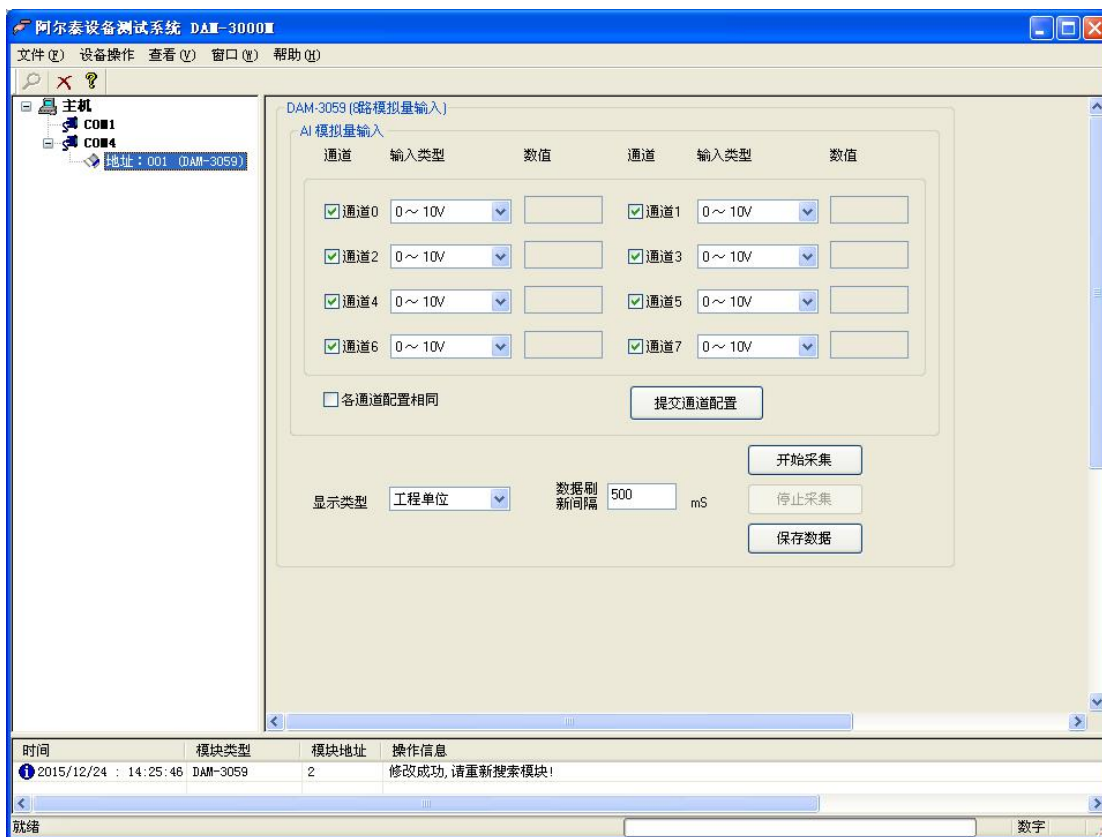 阿尔泰设备测试系统 DAM-3000M
文件(F) 设备操作 查看(V) 窗口(W) 帮助(H)
主机
COM1
COM4
地址：001 (DAM-3059)
DAM-3059 (8路模拟量输入)
AI 模拟量输入
通道 输入类型 数值 通道 输入类型 数值
通道0 0～10V 通道1 0～10V
通道2 0～10V 通道3 0～10V
通道4 0～10V 通道5 0～10V
通道6 0～10V 通道7 0～10V
各通道配置相同 提交通道配置
开始采集
显示类型 工程单位 数据刷新间隔 500 mS 停止采集
保存数据
时间 模块类型 模块地址 操作信息
2015/12/24 : 14:25:46 DAM-3059 2 修改成功,请重新搜索模块!
就绪 数字